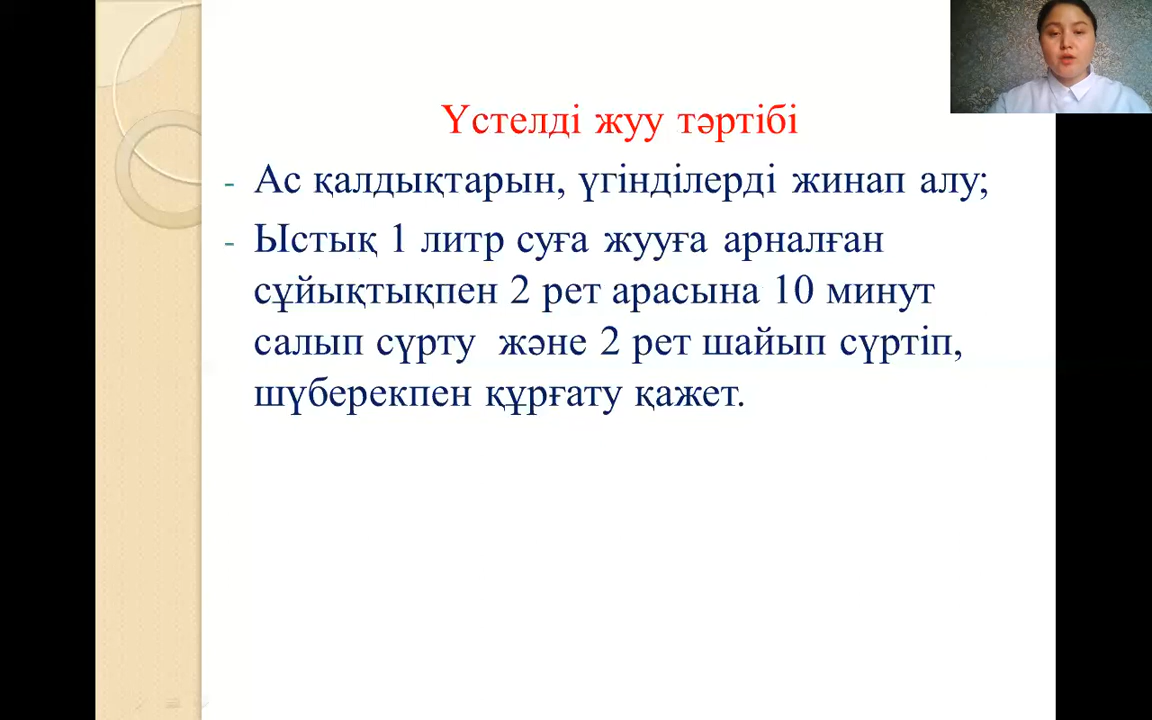 Үстелді жуу тәртібі
- Ас қалдықтарын, үгінділерді жинап алу;
- Ыстық 1 литр суға жууға арналған
сұйықтықпен 2 рет арасына 10 минут
салып сүрту және 2 рет шайып сүртіп,
шүберекпен құрғату қажет.